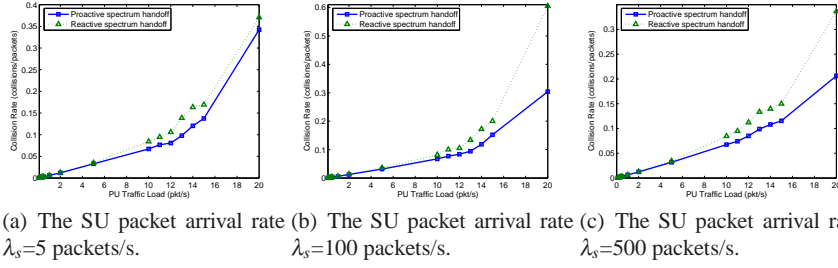 Proactive spectrum handoff
Reactive spectrum handoff
Collision Rate (collisions/packets)
0.4
0.35
0.3
0.25
0.2
0.15
0.1
0.05
0 2 4 6 8 10 12 14 16 18 20
PU Traffic Load (pkt/s)
Proactive spectrum handoff
Reactive spectrum handoff
Collision Rate (collisions/packets)
0.6
0.5
0.4
0.3
0.2
0.1
0 2 4 6 8 10 12 14 16 18 20
PU Traffic Load (pkt/s)
Proactive spectrum handoff
Reactive spectrum handoff
Collision Rate (collisions/packets)
0.3
0.25
0.2
0.15
0.1
0.05
0 2 4 6 8 10 12 14 16 18 20
PU Traffic Load (pkt/s)
(a) The SU packet arrival rate
λs=5 packets/s.
(b) The SU packet arrival rate
λs=100 packets/s.
(c) The SU packet arrival ra
λs=500 packets/s.